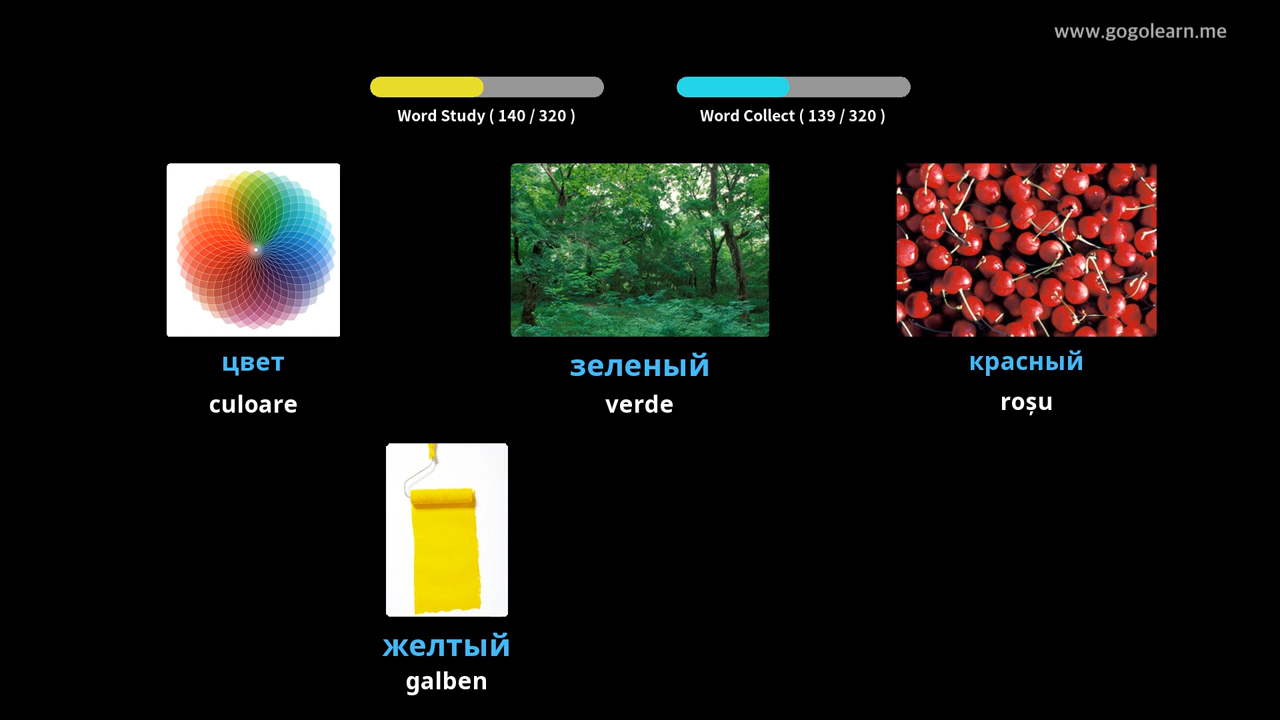 www.gogolearn.me
Word Study ( 140 / 320 )
Word Collect ( 139 / 320 )
цвет
зеленый
красный
culoare
verde
roșu
желтый
galben